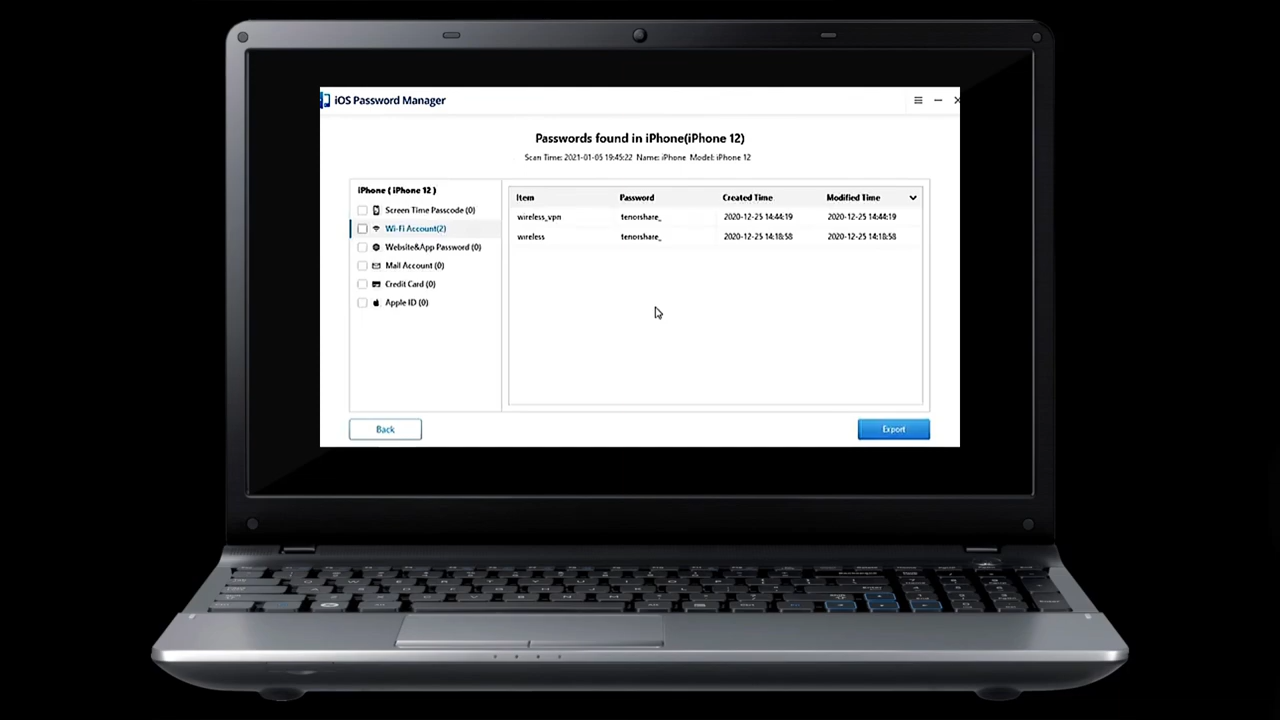 iOS Password Manager
Passwords found in iPhone(iPhone 12)
Scan Time: 2021-01-05 19:45:22 Name: iPhone Model: iPhone 12
iPhone ( iPhone 12 )
Screen Time Passcode (0)
Wi-Fi Account(2)
Website&App Password (0)
Mail Account (0)
Credit Card (0)
Apple ID (0)
Item Password Created Time Modified Time
wireless_vpn tenorshare_ 2020-12-25 14:44:19 2020-12-25 14:44:19
wireless tenorshare_ 2020-12-25 14:18:58 2020-12-25 14:18:58
Back Export